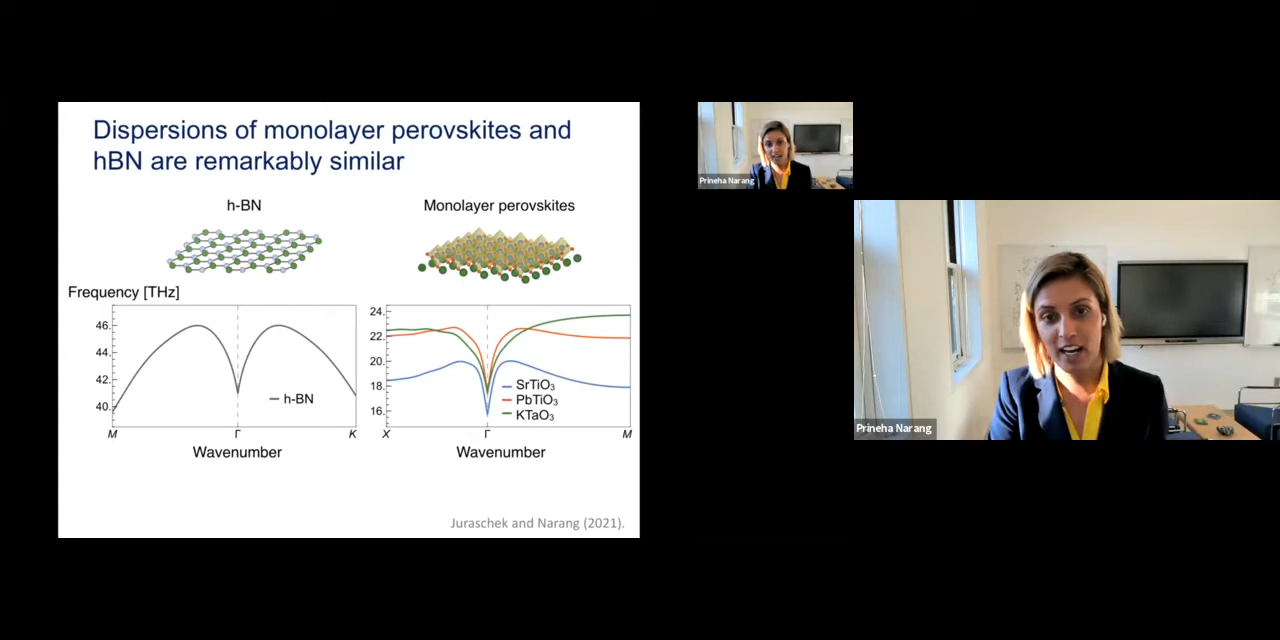 Dispersions of monolayer perovskites and
hBN are remarkably similar
h-BN
Monolayer perovskites
Frequency [THz]
46.
44.
42.
40.
h-BN
M
Γ
K
Wavenumber
24.
22.
20.
18.
16.
SrTiO₃
PbTiO₃
KTaO₃
X
Γ
M
Wavenumber
Juraschek and Narang (2021).
Prineha Narang
Prineha Narang